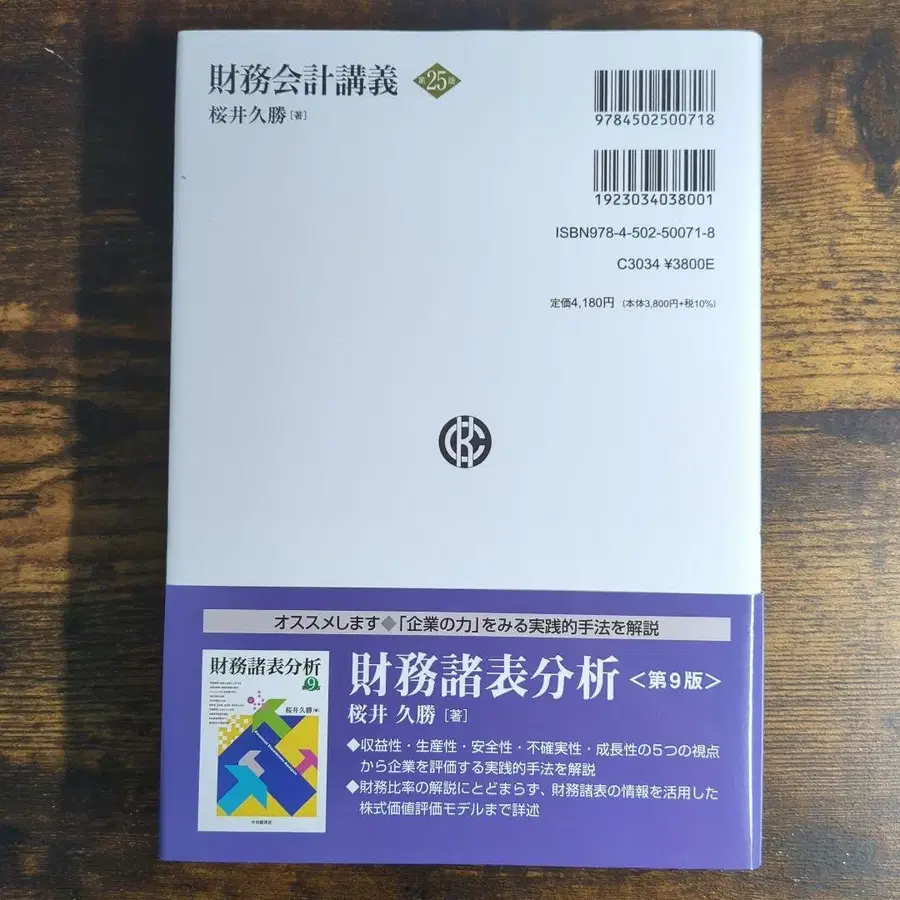 財務会計講義 第25版
桜井久勝[著]
9784502500718
1923034038001
ISBN978-4-502-50071-8
C3034 ¥3800E
定価4,180円 (本体3,800円+税10%)
オススメします◆「企業の力」をみる実践的手法を解説
財務諸表分析 <第9版>
桜井 久勝 [著]
◆収益性・生産性・安全性・不確実性・成長性の5つの視点
から企業を評価する実践的手法を解説
◆財務比率の解説にとどまらず、財務諸表の情報を活用した
株式価値評価モデルまで詳述
財務諸表分析
9
桜井久勝
中央経済社